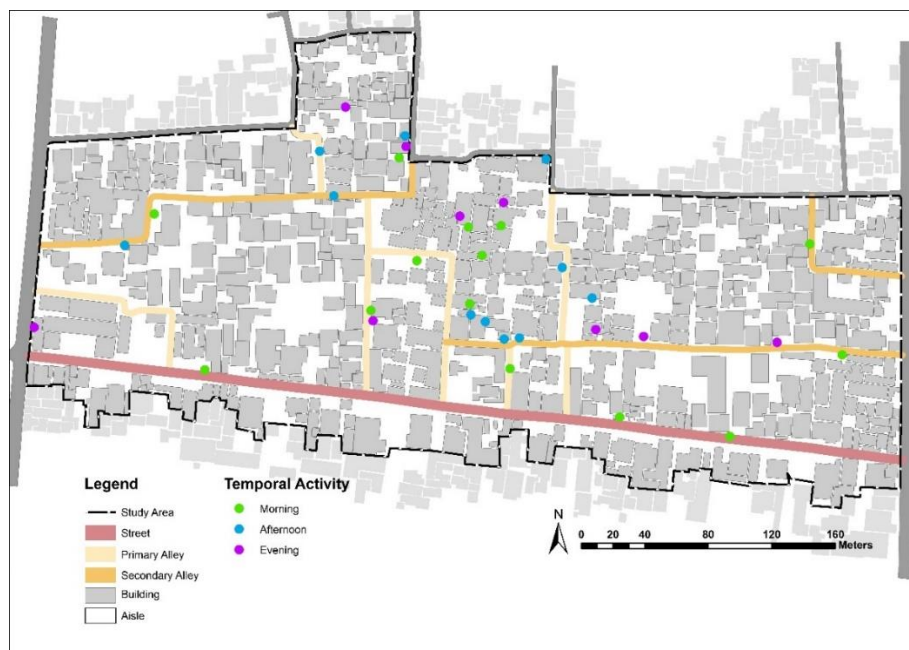 Legend
Study Area
Street
Primary Alley
Secondary Alley
Building
Aisle
Temporal Activity
Morning
Afternoon
Evening
N
0 20 40 80 120 160
Meters